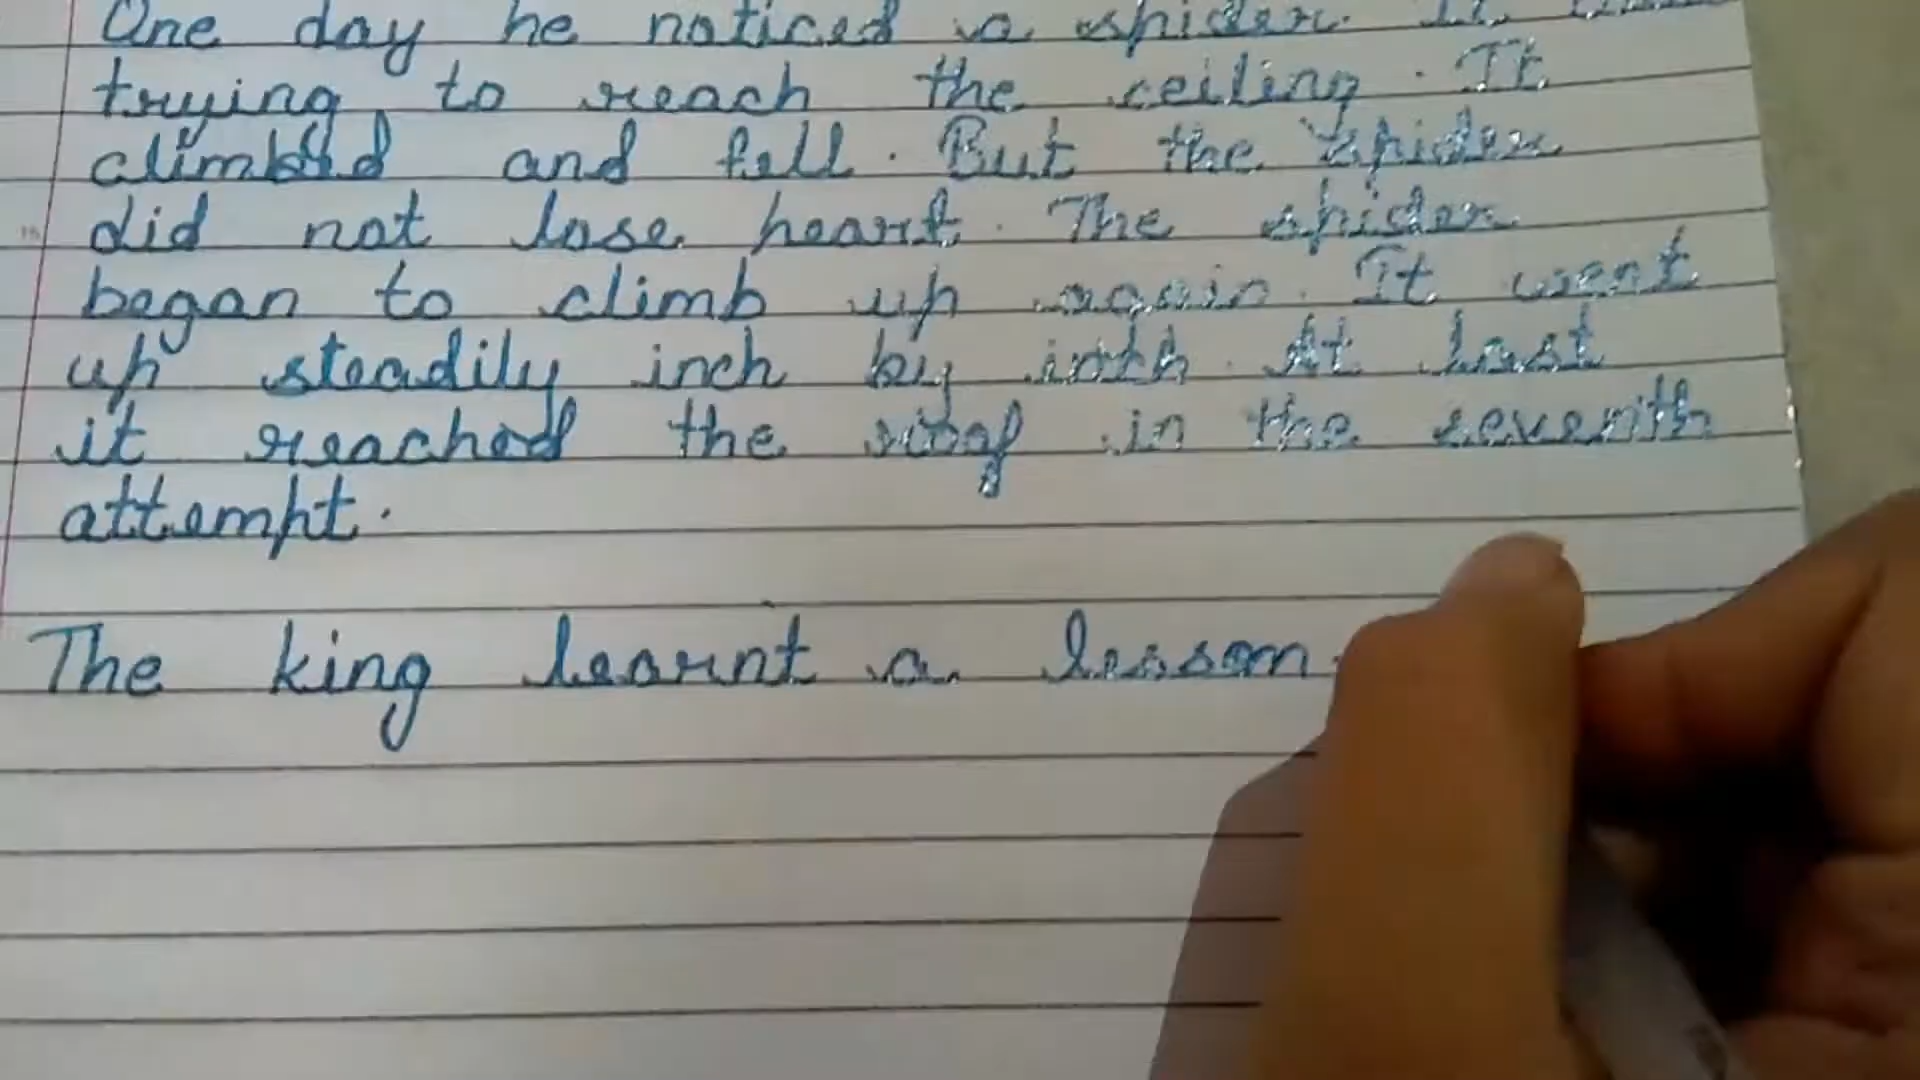 One day he noticed a spider. It
trying to reach the ceiling. It
climbed and fell. But the spider
did not lose heart. The spider
began to climb up again. It went
up steadily inch by inch. At last
it reached the roof in the seventh
attempt.
The king learnt a lesson.